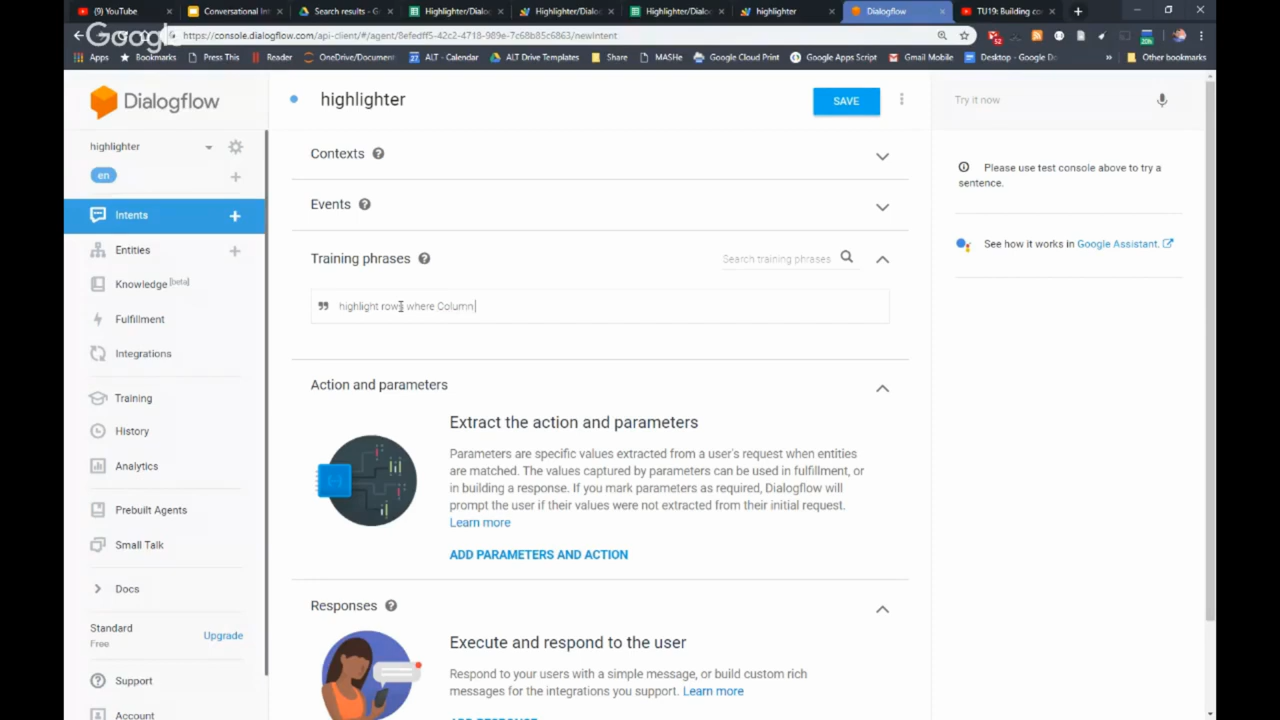 (9) YouTube
Conversational Int
Search results - Go
Highlighter/Dialog
Highlighter/Dialog
Highlighter/Dialog
highlighter
Dialogflow
TU19: Building co
Google
https://console.dialogflow.com/api-client/#/agent/8efedff5-42c2-4718-989e-7c68b85c6863/newIntent
Apps
Bookmarks
Press This
Reader
OneDrive/Document
ALT - Calendar
ALT Drive Templates
Share
MASHe
Google Cloud Print
Google Apps Script
Gmail Mobile
Desktop - Google Do
»
Other bookmarks
Dialogflow
highlighter
SAVE
Try it now
highlighter
en
Contexts
Please use test console above to try a
sentence.
Intents
Events
See how it works in Google Assistant.
Entities
Training phrases
Search training phrases
Knowledge [beta]
highlight rows where Column
Fulfillment
Integrations
Action and parameters
Training
Extract the action and parameters
History
Parameters are specific values extracted from a user's request when entities
are matched. The values captured by parameters can be used in fulfillment, or
in building a response. If you mark parameters as required, Dialogflow will
prompt the user if their values were not extracted from their initial request.
Learn more
Analytics
Prebuilt Agents
Small Talk
ADD PARAMETERS AND ACTION
Docs
Responses
Standard
Free
Upgrade
Execute and respond to the user
Respond to your users with a simple message, or build custom rich
messages for the integrations you support. Learn more
Support
Account
ADD RESPONSE